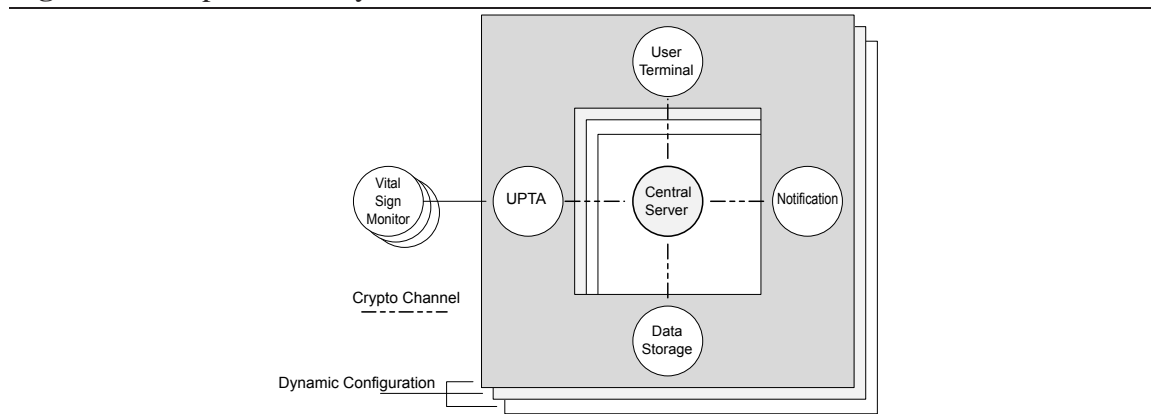 User
Terminal
Vital
Sign
Monitor
UPTA
Central
Server
Notification
Crypto Channel
Data
Storage
Dynamic Configuration